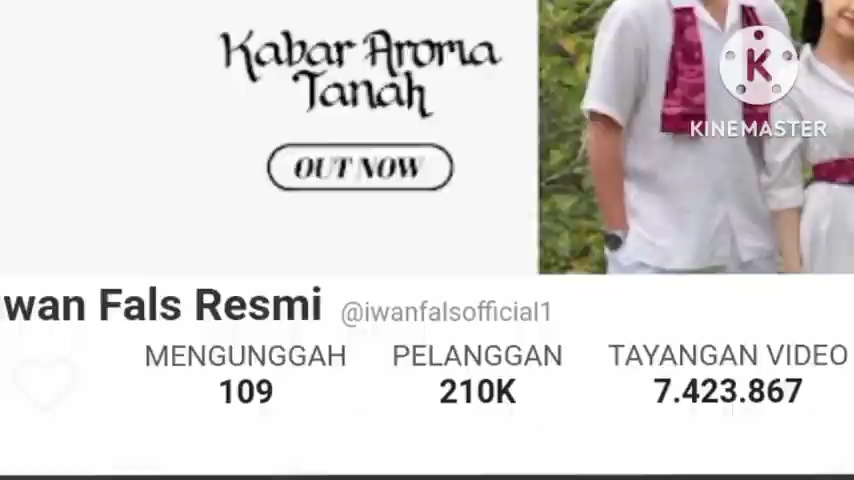 Kabar Aroma
Tanah
OUT NOW
K
KINEMASTER
wan Fals Resmi @iwanfalsofficial1
MENGUNGGAH PELANGGAN TAYANGAN VIDEO
109 210K 7.423.867